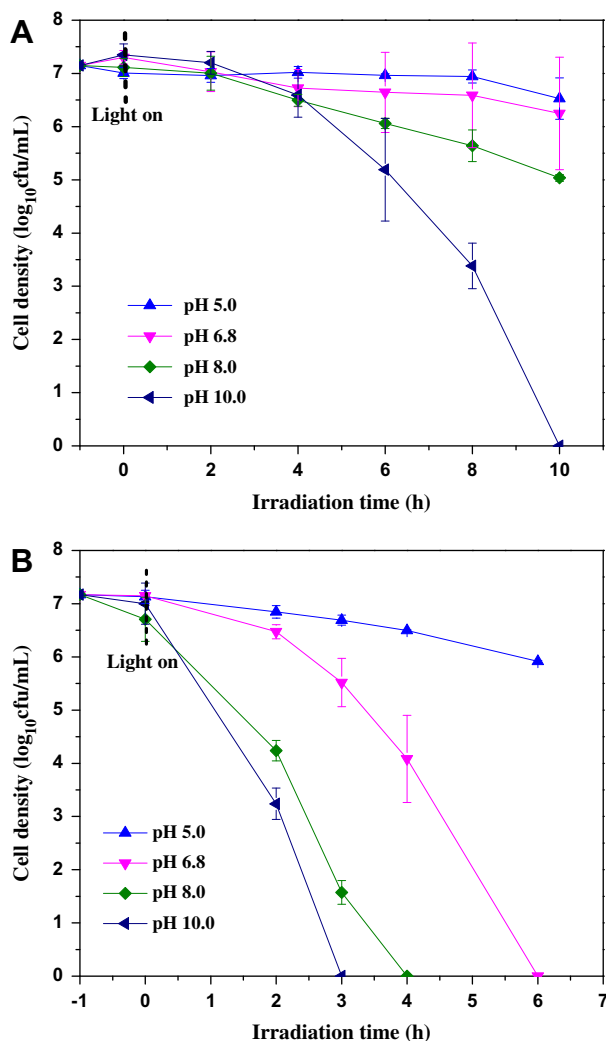 A
8
7
6
5
4
3
2
1
0
Cell density (log10cfu/mL)
Light on
pH 5.0
pH 6.8
pH 8.0
pH 10.0
0 2 4 6 8 10
Irradiation time (h)
B
8
7
6
5
4
3
2
1
0
Cell density (log10cfu/mL)
Light on
pH 5.0
pH 6.8
pH 8.0
pH 10.0
-1 0 1 2 3 4 5 6 7
Irradiation time (h)